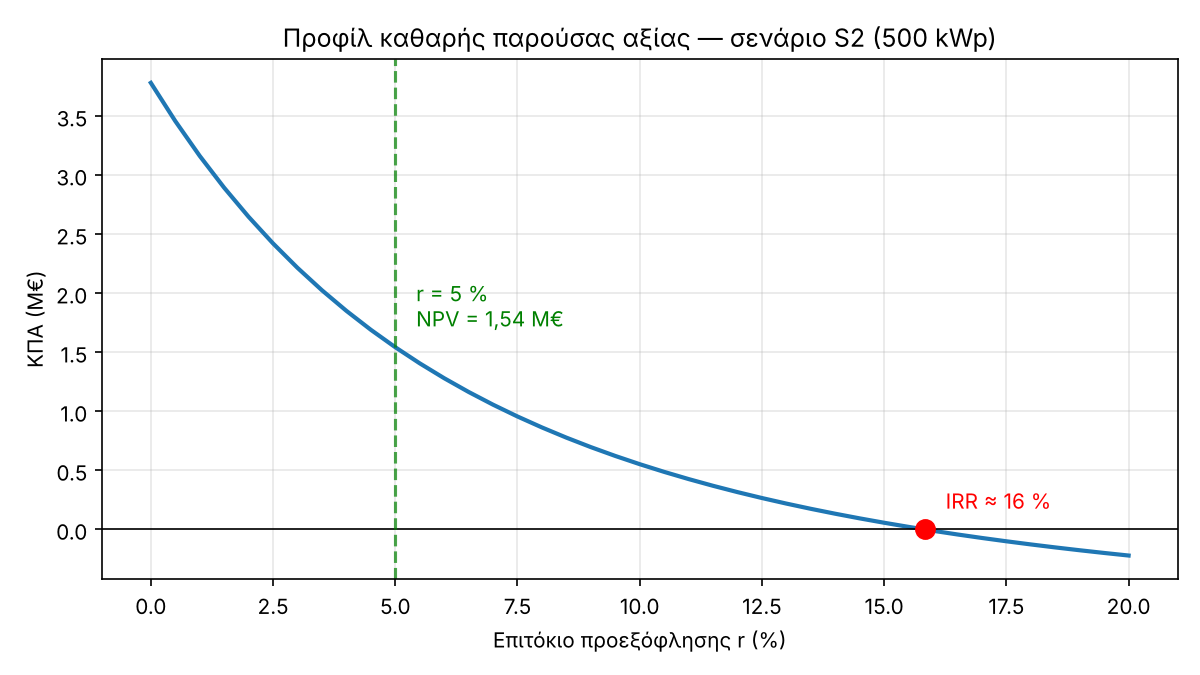 Προφίλ καθαρής παρούσας αξίας — σενάριο S2 (500 kWp)
ΚΠΑ (M€)
3.5
3.0
2.5
2.0
1.5
1.0
0.5
0.0
r = 5 %
NPV = 1,54 M€
IRR ≈ 16 %
0.0
2.5
5.0
7.5
10.0
12.5
15.0
17.5
20.0
Επιτόκιο προεξόφλησης r (%)